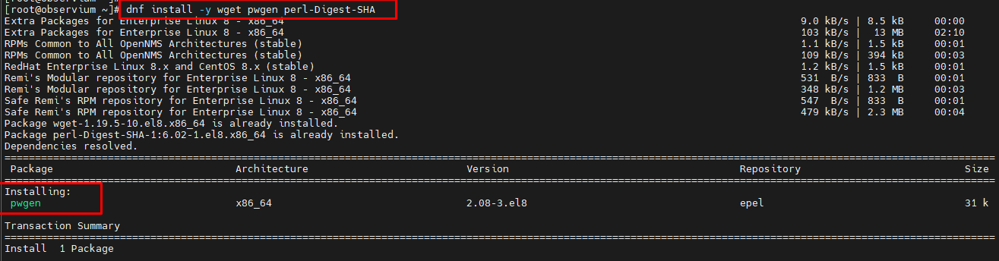 [root@observium ~]#
[root@observium ~]# dnf install -y wget pwgen perl-Digest-SHA
Extra Packages for Enterprise Linux 8 - x86_64 9.0 kB/s | 8.5 kB 00:00
Extra Packages for Enterprise Linux 8 - x86_64 103 kB/s | 13 MB 02:10
RPMs Common to All OpenNMS Architectures (stable) 1.1 kB/s | 1.5 kB 00:01
RPMs Common to All OpenNMS Architectures (stable) 109 kB/s | 394 kB 00:03
RedHat Enterprise Linux 8.x and CentOS 8.x (stable) 1.2 kB/s | 1.5 kB 00:01
Remi's Modular repository for Enterprise Linux 8 - x86_64 531 B/s | 833 B 00:01
Remi's Modular repository for Enterprise Linux 8 - x86_64 348 kB/s | 1.2 MB 00:03
Safe Remi's RPM repository for Enterprise Linux 8 - x86_64 547 B/s | 833 B 00:01
Safe Remi's RPM repository for Enterprise Linux 8 - x86_64 479 kB/s | 2.3 MB 00:04
Package wget-1.19.5-10.el8.x86_64 is already installed.
Package perl-Digest-SHA-1:6.02-1.el8.x86_64 is already installed.
Dependencies resolved.
Package Architecture Version Repository Size
Installing:
pwgen x86_64 2.08-3.el8 epel 31 k
Transaction Summary
Install 1 Package